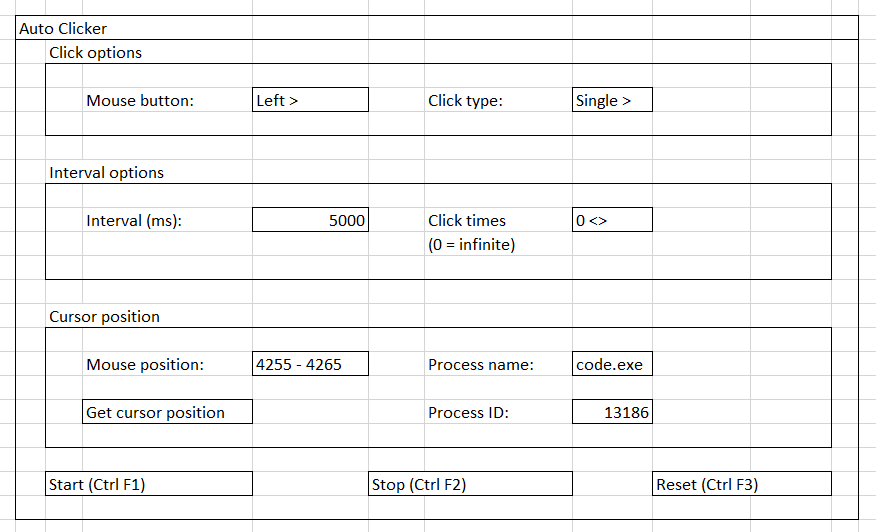 Auto Clicker
Click options
Mouse button: Left > Click type: Single >
Interval options
Interval (ms): 5000 Click times 0 <>
(0 = infinite)
Cursor position
Mouse position: 4255 - 4265 Process name: code.exe
Get cursor position Process ID: 13186
Start (Ctrl F1) Stop (Ctrl F2) Reset (Ctrl F3)